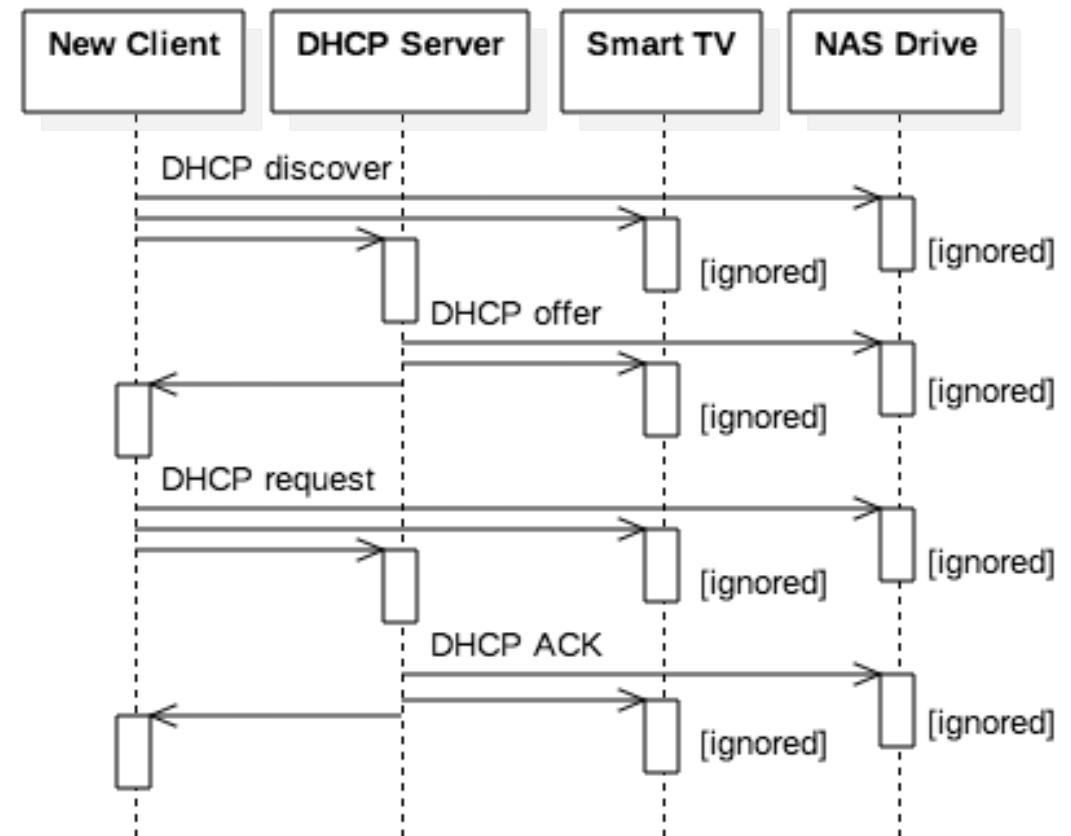 New Client
DHCP Server
Smart TV
NAS Drive
DHCP discover
[ignored]
[ignored]
DHCP offer
[ignored]
[ignored]
DHCP request
[ignored]
[ignored]
DHCP ACK
[ignored]
[ignored]